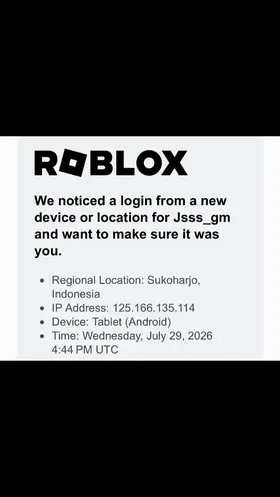 ROBLOX
We noticed a login from a new
device or location for Jsss_gm
and want to make sure it was
you.
• Regional Location: Sukoharjo,
Indonesia
• IP Address: 125.166.135.114
• Device: Tablet (Android)
• Time: Wednesday, July 29, 2026
4:44 PM UTC